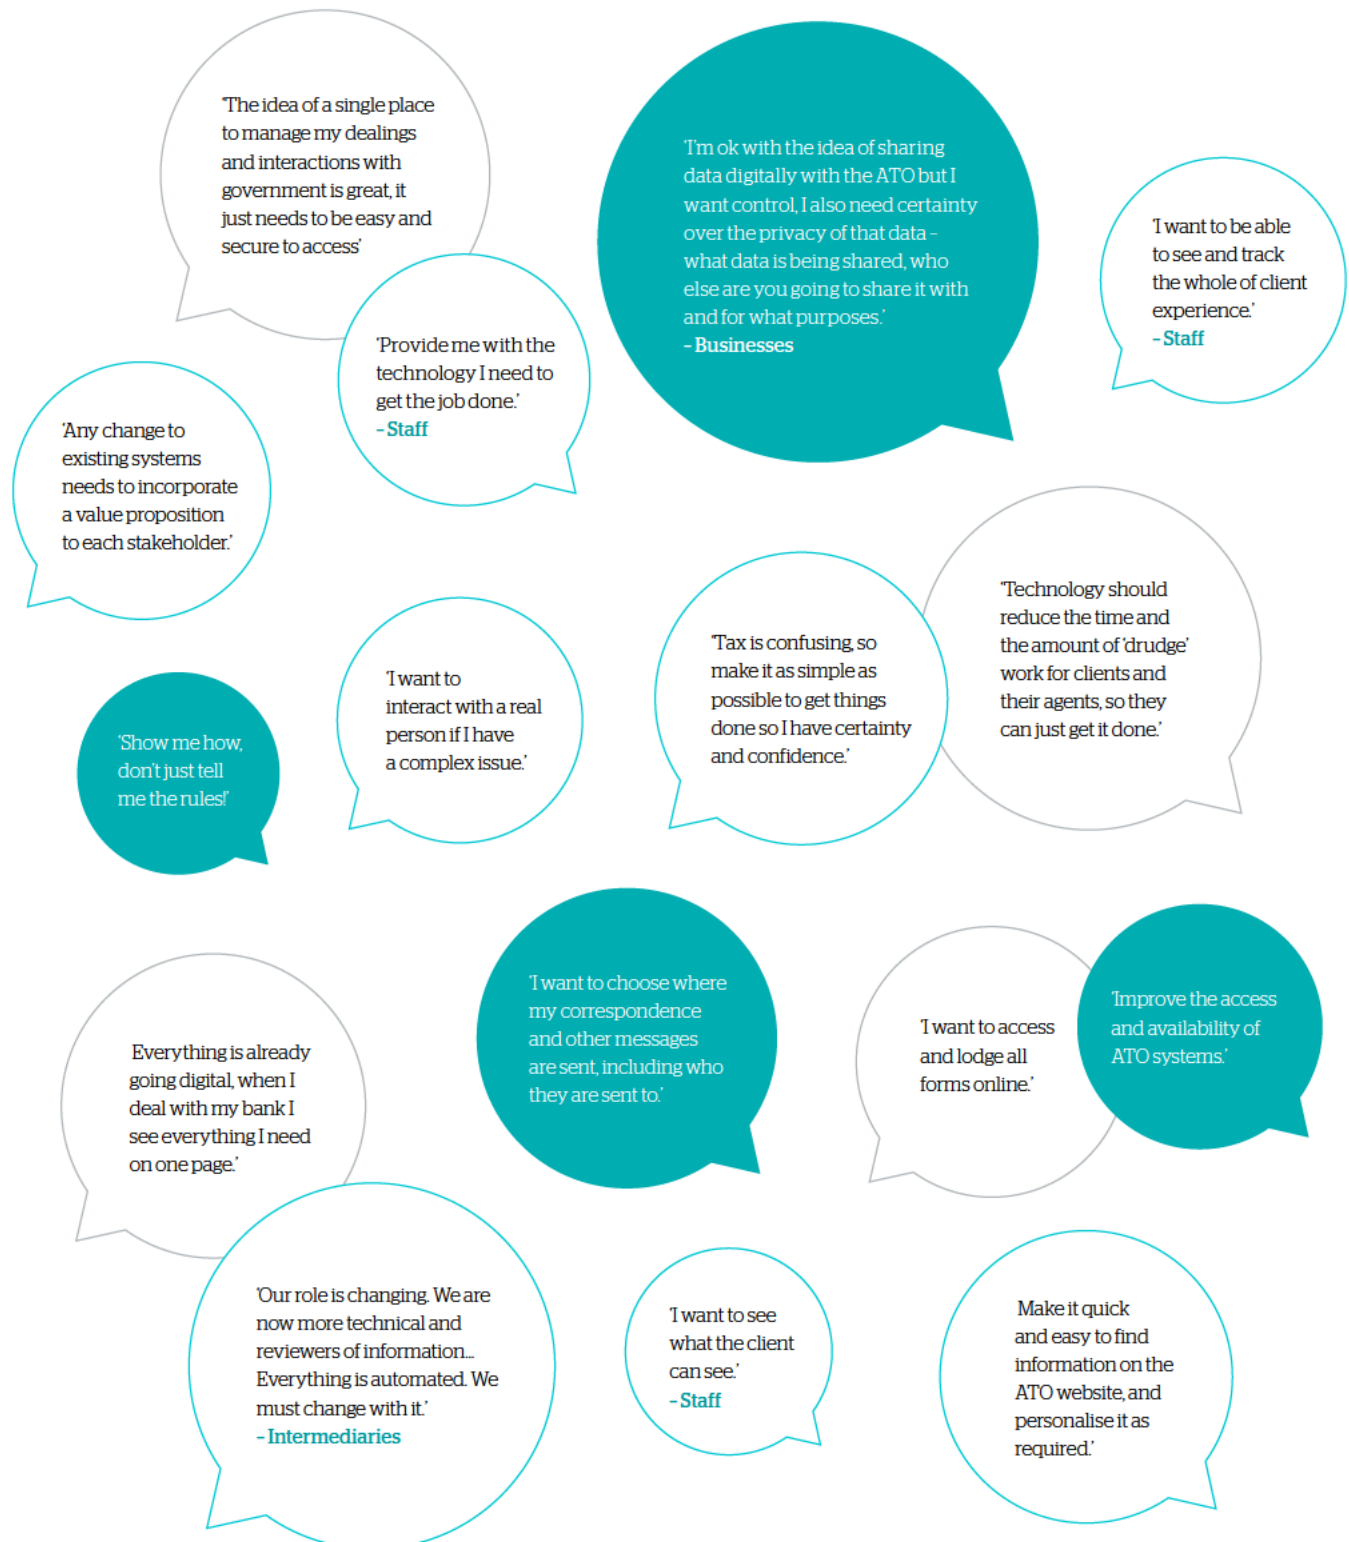 ‘The idea of a single place
to manage my dealings
and interactions with
government is great, it
just needs to be easy and
secure to access’
‘I’m ok with the idea of sharing
data digitally with the ATO but I
want control, I also need certainty
over the privacy of that data –
what data is being shared, who
else are you going to share it with
and for what purposes.’
– Businesses
‘I want to be able
to see and track
the whole of client
experience.’
– Staff
‘Provide me with the
technology I need to
get the job done.’
– Staff
‘Any change to
existing systems
needs to incorporate
a value proposition
to each stakeholder.’
‘Technology should
reduce the time and
the amount of ‘drudge’
work for clients and
their agents, so they
can just get it done.’
‘Tax is confusing, so
make it as simple as
possible to get things
done so I have certainty
and confidence.’
‘I want to
interact with a real
person if I have
a complex issue.’
‘Show me how,
don’t just tell
me the rules!’
‘I want to choose where
my correspondence
and other messages
are sent, including who
they are sent to.’
‘I want to access
and lodge all
forms online.’
‘Improve the access
and availability of
ATO systems.’
Everything is already
going digital, when I
deal with my bank I
see everything I need
on one page.’
‘Our role is changing. We are
now more technical and
reviewers of information...
Everything is automated. We
must change with it.’
– Intermediaries
‘I want to see
what the client
can see.’
– Staff
Make it quick
and easy to find
information on the
ATO website, and
personalise it as
required.’